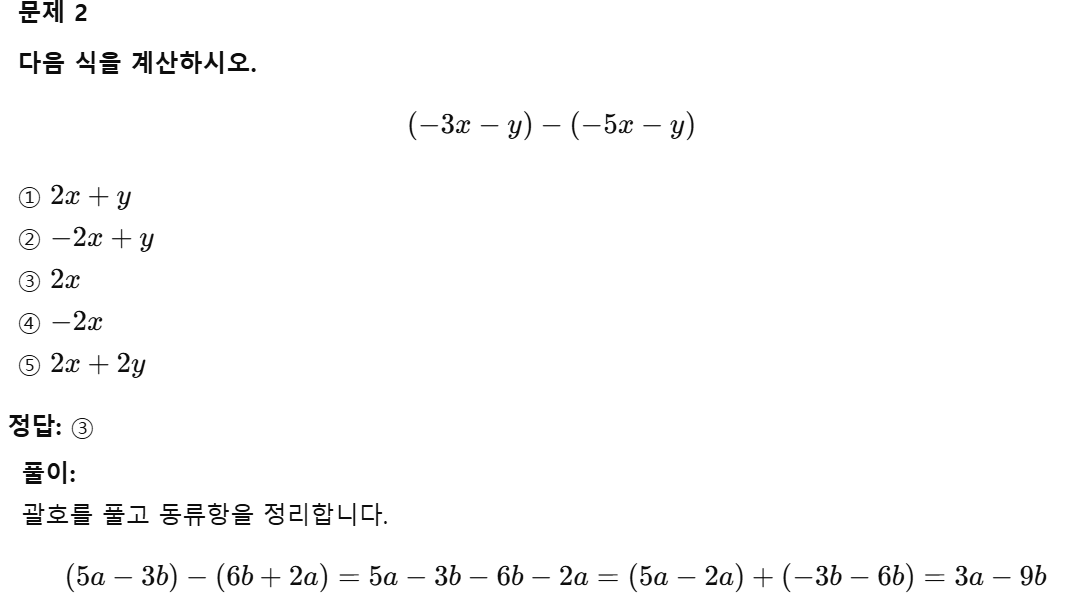 문제 2
다음 식을 계산하시오.
(−3x − y) − (−5x − y)
① 2x + y
② −2x + y
③ 2x
④ −2x
⑤ 2x + 2y
정답: ③
풀이:
괄호를 풀고 동류항을 정리합니다.
(5a − 3b) − (6b + 2a) = 5a − 3b − 6b − 2a = (5a − 2a) + (−3b − 6b) = 3a − 9b